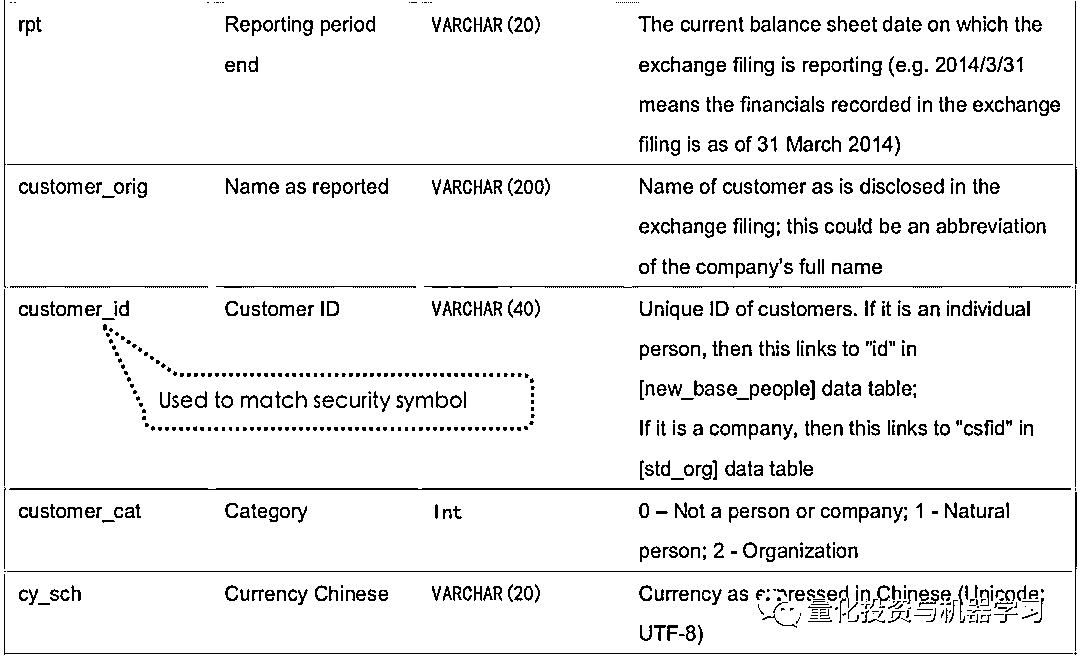 rpt Reporting period VARCHAR(20) The current balance sheet date on which the
end exchange filing is reporting (e.g. 2014/3/31
means the financials recorded in the exchange
filing is as of 31 March 2014)
customer_orig Name as reported VARCHAR(200) Name of customer as is disclosed in the
exchange filing; this could be an abbreviation
of the company's full name
customer_id Customer ID VARCHAR(40) Unique ID of customers. If it is an individual
person, then this links to "id" in
[new_base_people] data table;
Used to match security symbol
If it is a company, then this links to "csfid" in
[std_org] data table
customer_cat Category Int 0 – Not a person or company; 1 - Natural
person; 2 - Organization
cy_sch Currency Chinese VARCHAR(20) Currency as expressed in Chinese (Unicode;
UTF-8)
量化投资与机器学习